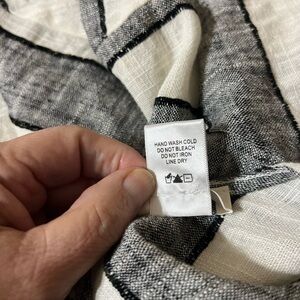 HAND WASH COLD
DO NOT BLEACH
DO NOT IRON
LINE DRY